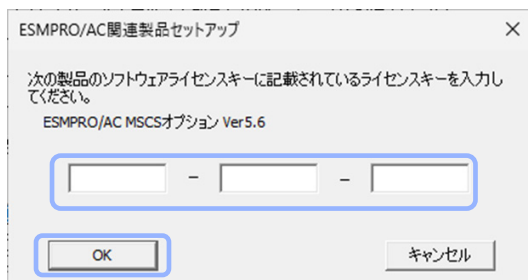 ESMPRO/AC関連製品セットアップ
次の製品のソフトウェアライセンスキーに記載されているライセンスキーを入力し
てください。
ESMPRO/AC MSCSオプション Ver5.6
- -
OK キャンセル